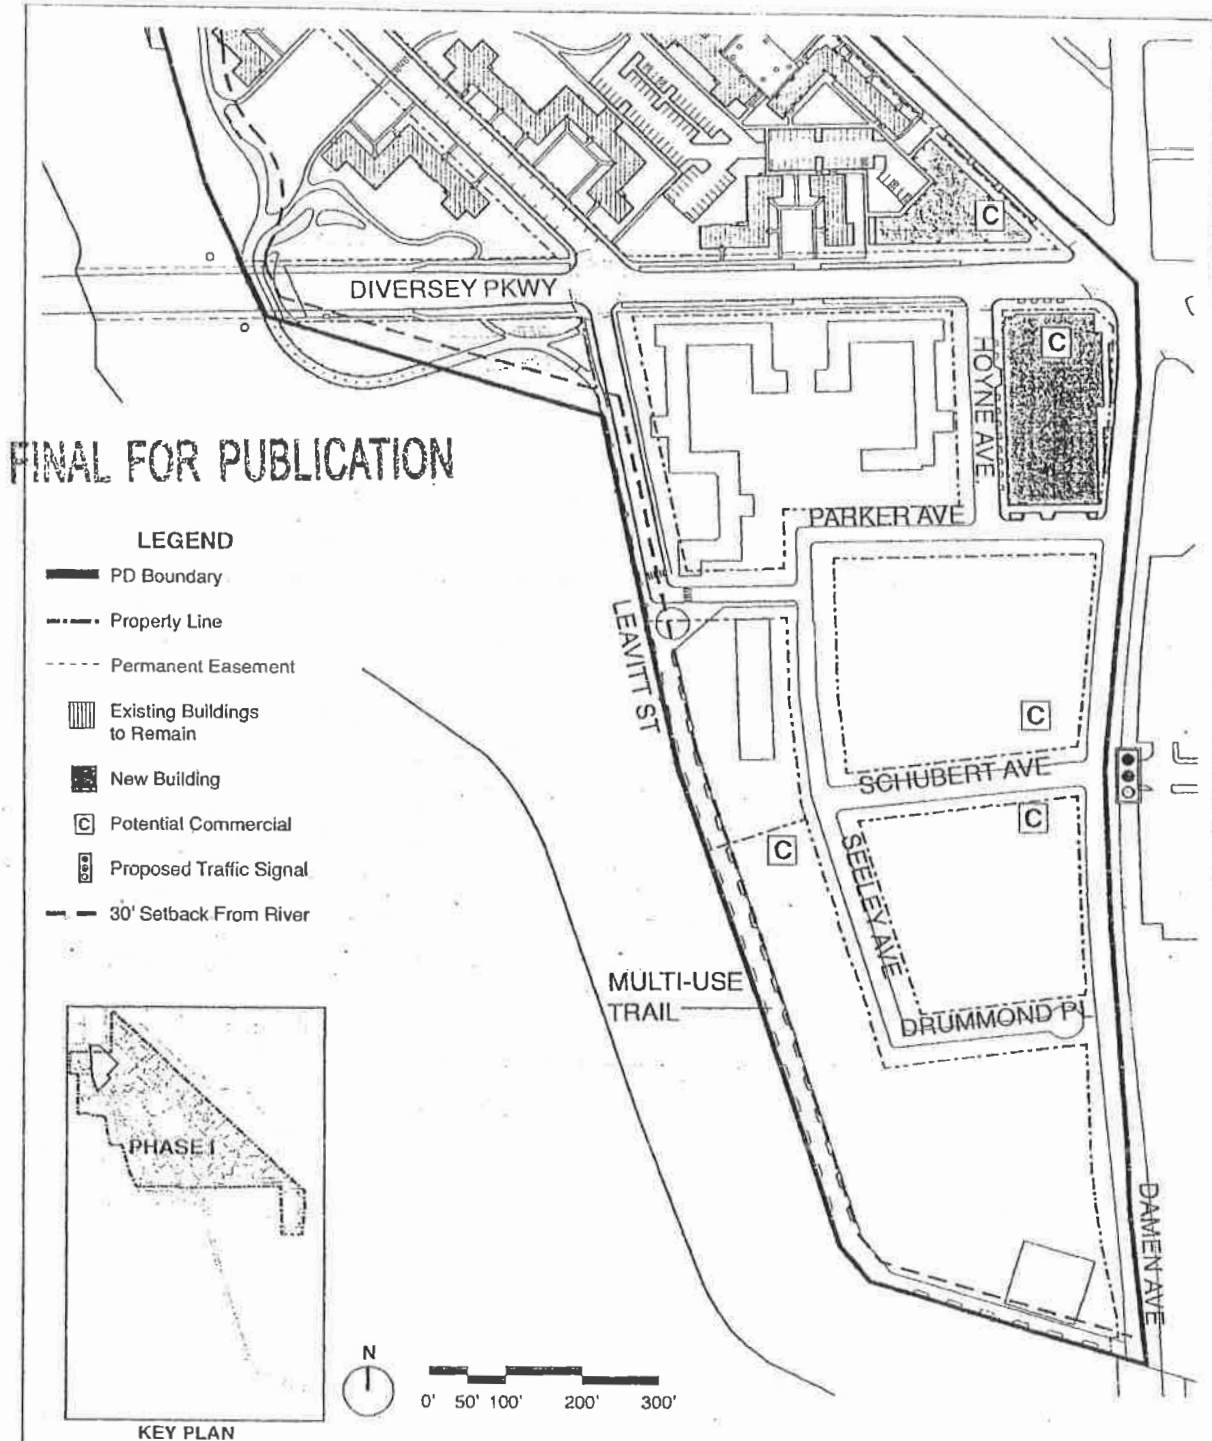 C
DIVERSEY PKWY
C
HOYNE AVE.
FINAL FOR PUBLICATION
PARKER AVE
LEGEND
PD Boundary
Property Line
Permanent Easement
Existing Buildings
to Remain
New Building
C Potential Commercial
Proposed Traffic Signal
30' Setback From River
LEAVITT ST
C
SCHUBERT AVE
C
C
SEELEY AVE
MULTI-USE
TRAIL
DRUMMOND PL
PHASE I
DAMEN AVE
N
0' 50' 100' 200' 300'
KEY PLAN